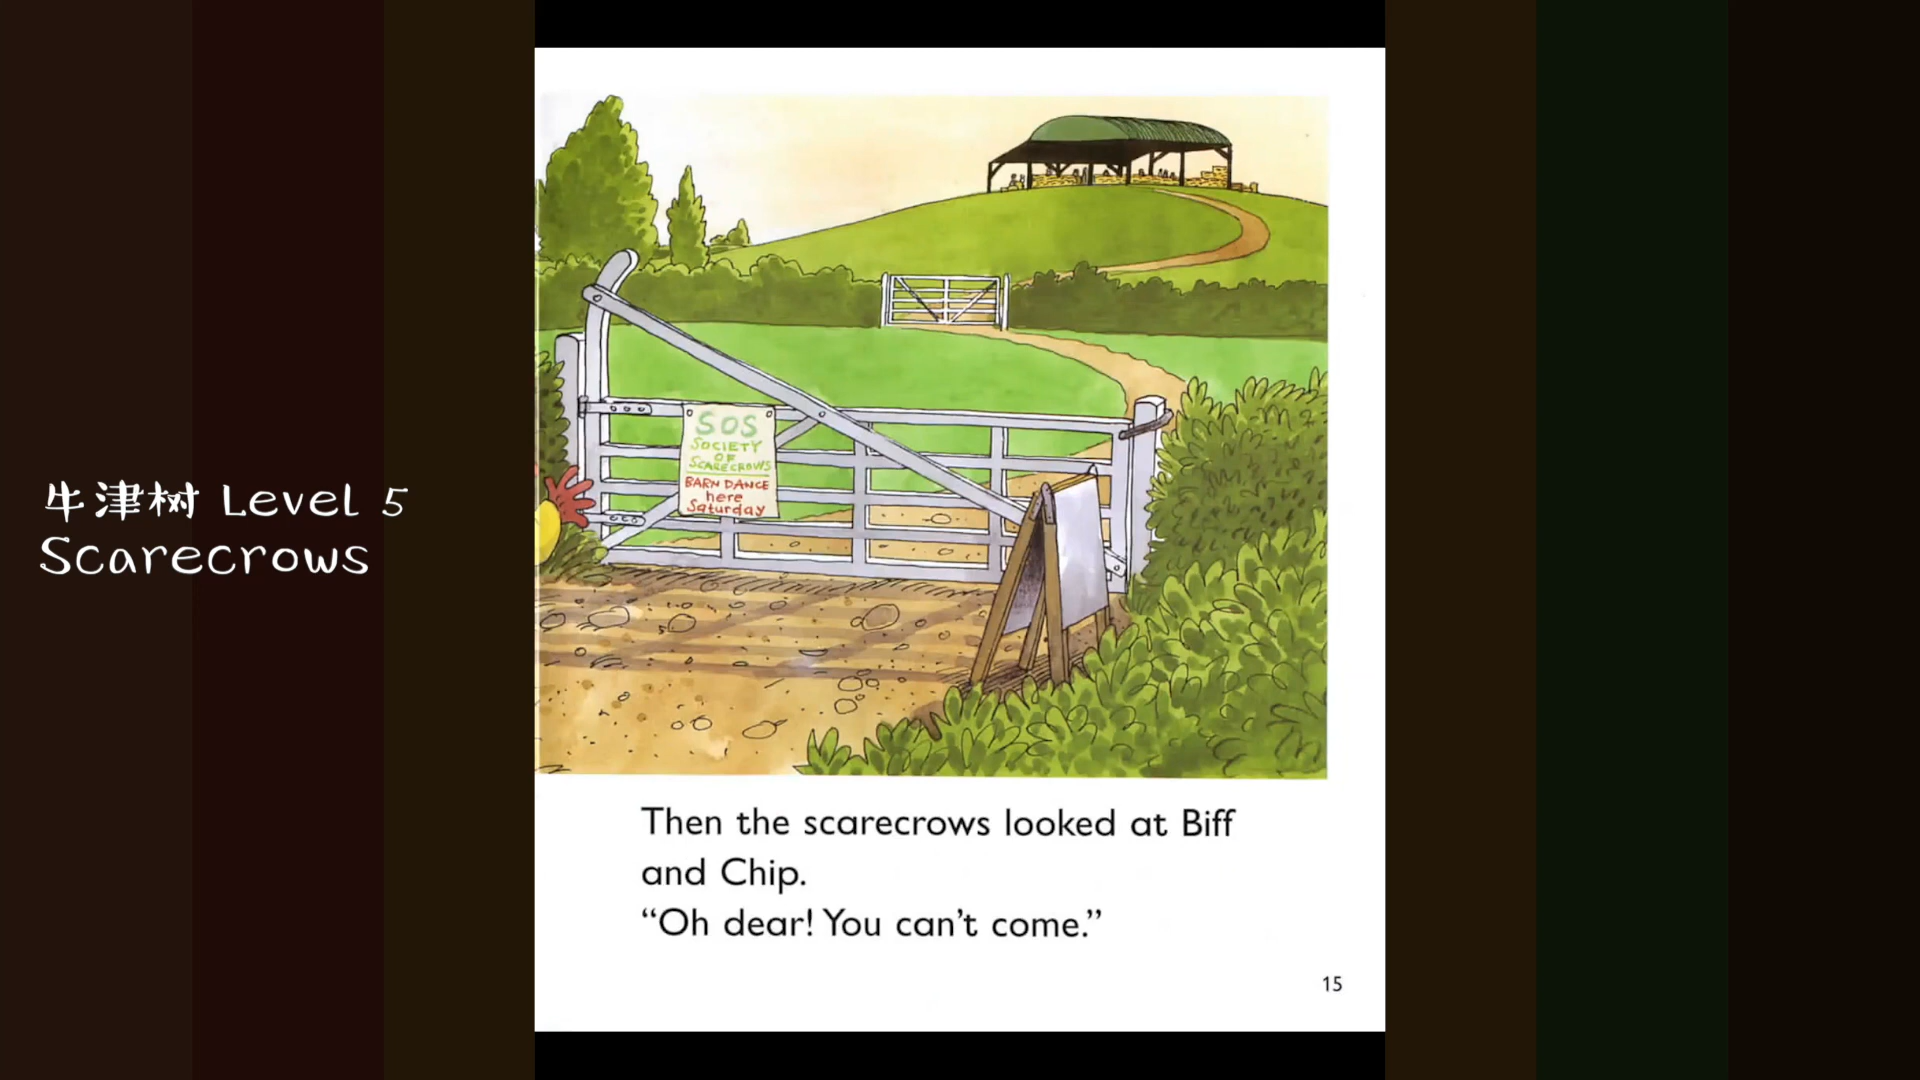 牛津树 Level 5
Scarecrows
SOS
SOCIETY
OF
SCARECROWS
BARN DANCE
here
Saturday
Then the scarecrows looked at Biff
and Chip.
“Oh dear! You can’t come.”
15